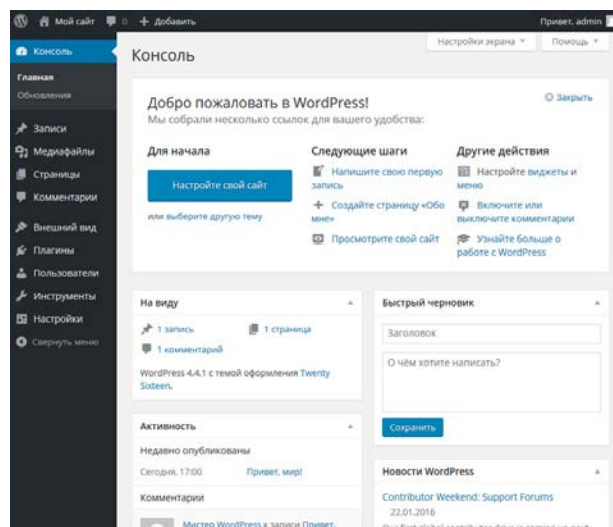 Мой сайт 0 + Добавить Привет, admin
Консоль
Главная
Обновления
Записи
Медиафайлы
Страницы
Комментарии
Внешний вид
Плагины
Пользователи
Инструменты
Настройки
Свернуть меню
Настройки экрана Помощь
Консоль
Добро пожаловать в WordPress!
Закрыть
Мы собрали несколько ссылок для вашего удобства:
Для начала
Настройте свой сайт
или выберите другую тему
Следующие шаги
Напишите свою первую
запись
Создайте страницу «Обо
мне»
Просмотрите свой сайт
Другие действия
Настройте виджеты и
меню
Включите или
выключите комментарии
Узнайте больше о
работе с WordPress
На виду
1 запись 1 страница
1 комментарий
WordPress 4.4.1 с темой оформления Twenty
Sixteen.
Активность
Недавно опубликованы
Сегодня, 17:00 Привет, мир!
Комментарии
Мистер WordPress к записи Привет,
Быстрый черновик
Заголовок
О чём хотите написать?
Сохранить
Новости WordPress
Contributor Weekend: Support Forums
22.01.2016